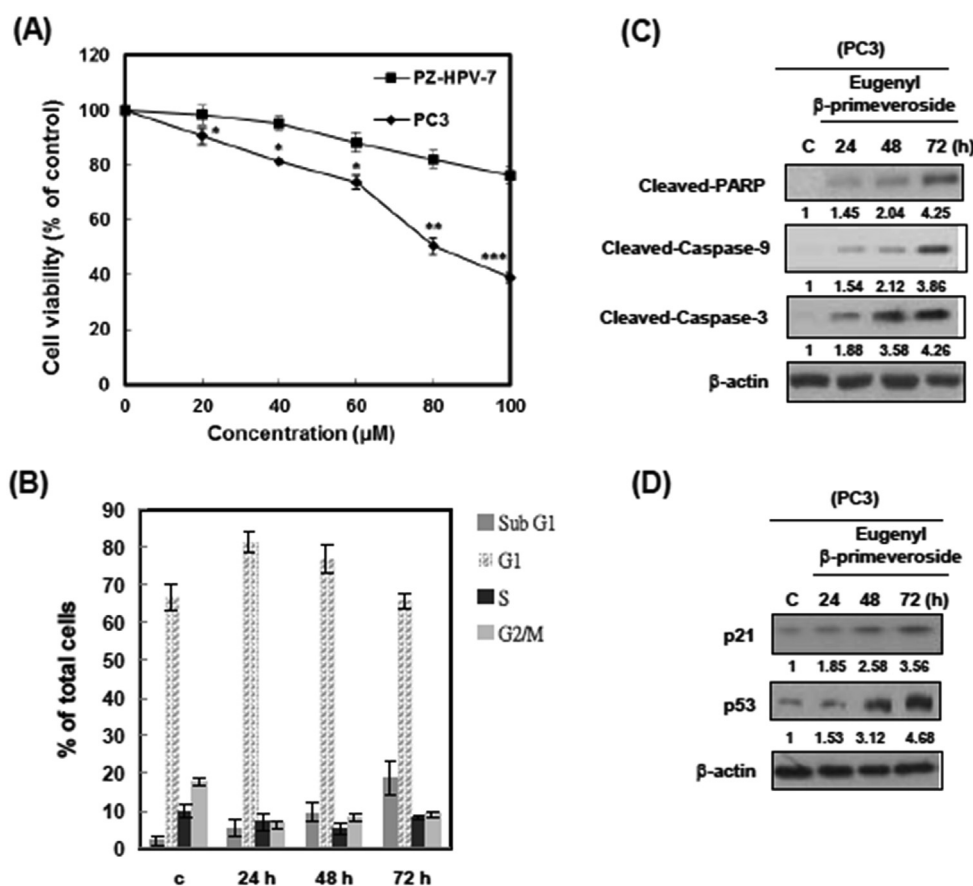 (A)
120
100
80
60
40
20
0
Cell viability (% of control)
PZ-HPV-7
PC3
*
*
*
**
***
0 20 40 60 80 100
Concentration (µM)
(B)
90
80
70
60
50
40
30
20
10
0
% of total cells
Sub G1
G1
S
G2/M
c 24 h 48 h 72 h
(C)
(PC3)
Eugenyl
β-primeveroside
C 24 48 72 (h)
Cleaved-PARP
1 1.45 2.04 4.25
Cleaved-Caspase-9
1 1.54 2.12 3.86
Cleaved-Caspase-3
1 1.88 3.58 4.26
β-actin
(D)
(PC3)
Eugenyl
β-primeveroside
C 24 48 72 (h)
p21
1 1.85 2.58 3.56
p53
1 1.53 3.12 4.68
β-actin